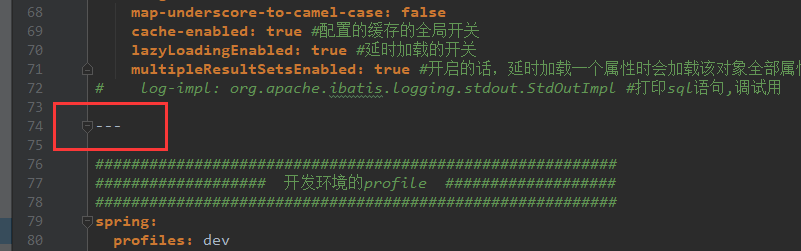 68 map-underscore-to-camel-case: false
69 cache-enabled: true #配置的缓存的全局开关
70 lazyLoadingEnabled: true #延时加载的开关
71 multipleResultSetsEnabled: true #开启的话，延时加载一个属性时会加载该对象全部属性
72 # log-impl: org.apache.ibatis.logging.stdout.StdOutImpl #打印sql语句,调试用
73
74 ---
75
76 ##########################################################
77 ################### 开发环境的profile ###################
78 ##########################################################
79 spring:
80 profiles: dev